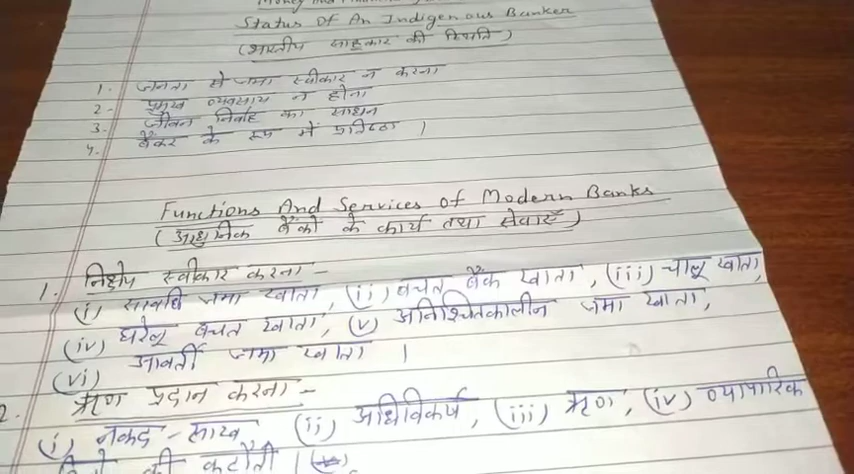 Status Of An Indigenous Banker
(भारतीय साहूकार की स्थिति)
1. जनता से जमा स्वीकार न करना
2. प्रमुख व्यवसाय न होना
3. जीवन निर्वाह का साधन
4. बैंकर के रूप में प्रतिष्ठा ।
Functions And Services of Modern Banks
(आधुनिक बैंकों के कार्य तथा सेवाएँ)
1. निक्षेप स्वीकार करना –
(i) सावधि जमा खाता, (ii) बचत बैंक खाता, (iii) चालू खाता,
(iv) घरेलू बचत खाता, (v) अनिश्चितकालीन जमा खाता,
(vi) आवर्ती जमा खाता ।
2. ऋण प्रदान करना –
(i) नकद - साख (ii) अधिविकर्ष, (iii) ऋण, (iv) व्यापारिक
की कटौती ।